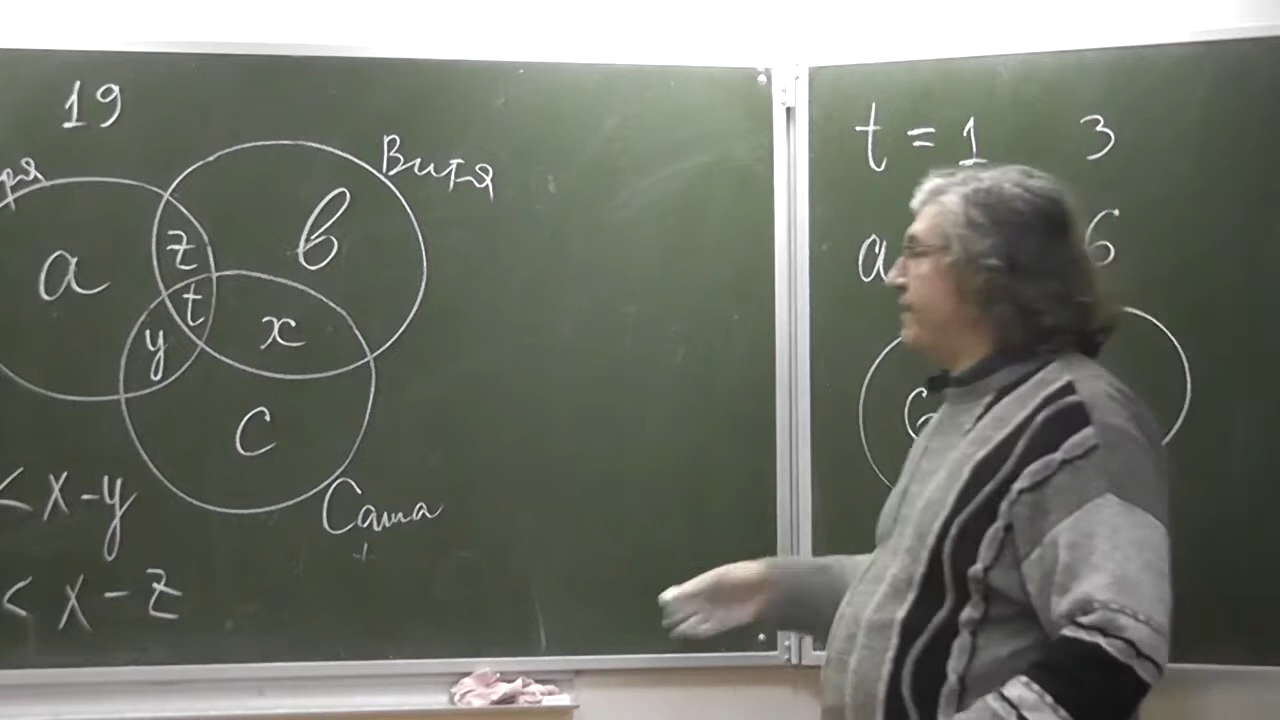 19
Витя
z
в
a
t
y
x
c
< x - y
Саша
+
< x - z
t = 1 3
a 6
6